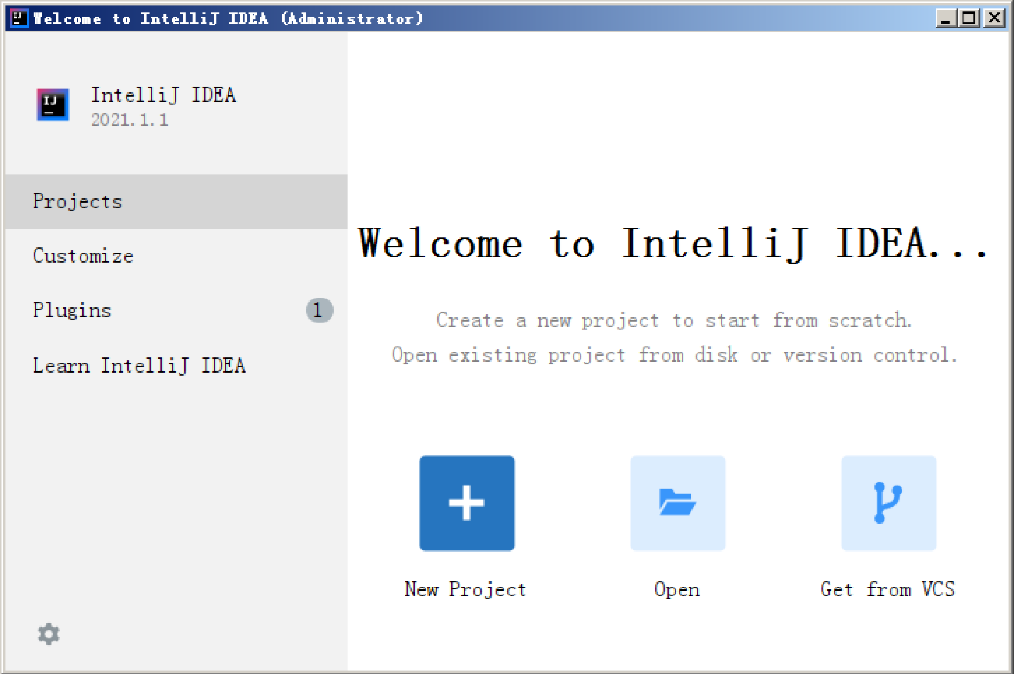 Welcome to IntelliJ IDEA (Administrator)
IntelliJ IDEA
2021.1.1
Projects
Customize
Plugins 1
Learn IntelliJ IDEA
Welcome to IntelliJ IDEA...
Create a new project to start from scratch.
Open existing project from disk or version control.
New Project Open Get from VCS